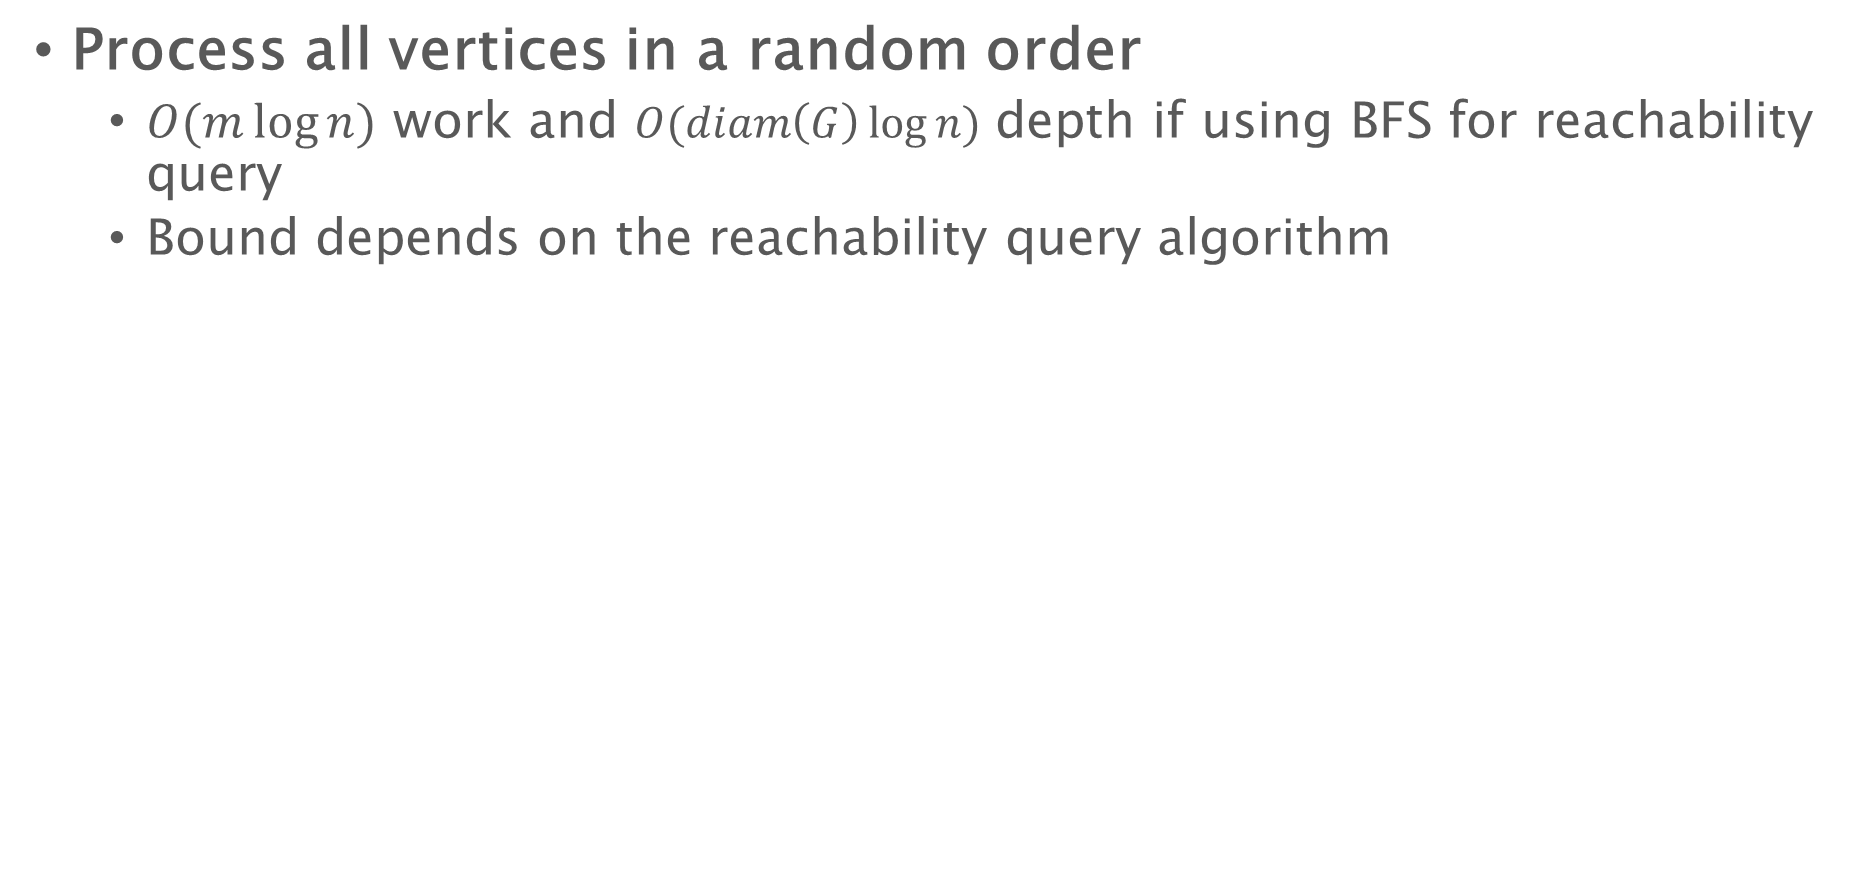 • Process all vertices in a random order
• O(m log n) work and O(diam(G) log n) depth if using BFS for reachability
query
• Bound depends on the reachability query algorithm